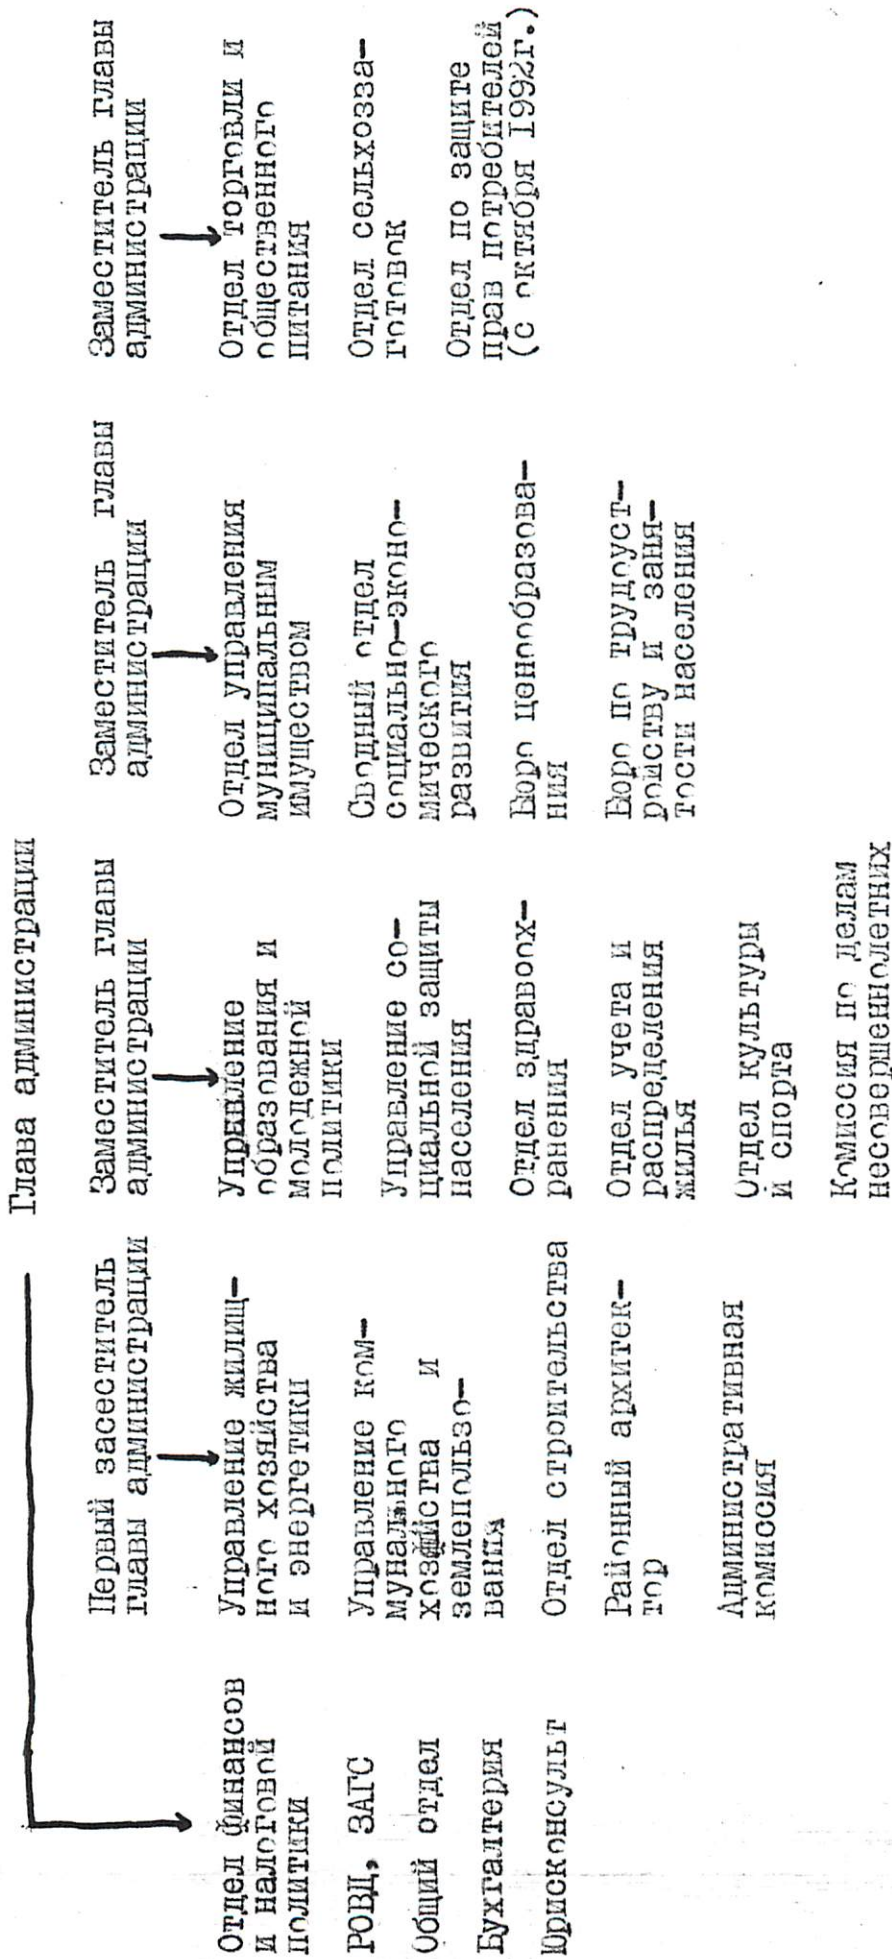 Глава администрации
Отдел финансов
и налоговой
политики
РОВД, ЗАГС
Общий отдел
Бухгалтерия
Юрисконсульт
Первый засеститель
главы администрации
Управление жилищ-
ного хозяйства
и энергетики
Управление ком-
мунального
хозяйства и
землепользо-
вания
Отдел строительства
Районный архитек-
тор
Административная
комиссия
Заместитель главы
администрации
Управление
образования и
молодежной
политики
Управление со-
циальной защиты
населения
Отдел здравоох-
ранения
Отдел учета и
распределения
жилья
Отдел культуры
и спорта
Комиссия по делам
несовершеннолетних
Заместитель главы
администрации
Отдел управления
муниципальным
имуществом
Сводный отдел
социально-эконо-
мического
развития
Бюро ценообразова-
ния
Бюро по трудоуст-
ройству и заня-
тости населения
Заместитель главы
администрации
Отдел торговли и
общественного
питания
Отдел сельхозза-
готовок
Отдел по защите
прав потребителей
(с октября 1992г.)